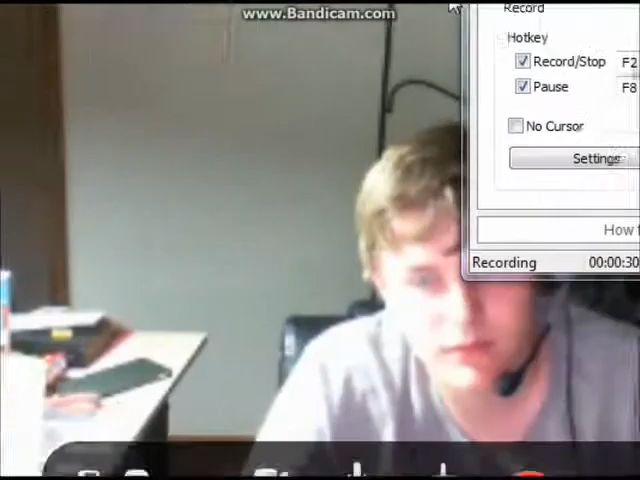 www.Bandicam.com
Record
Hotkey
Record/Stop F2
Pause F8
No Cursor
Settings
How
Recording 00:00:30